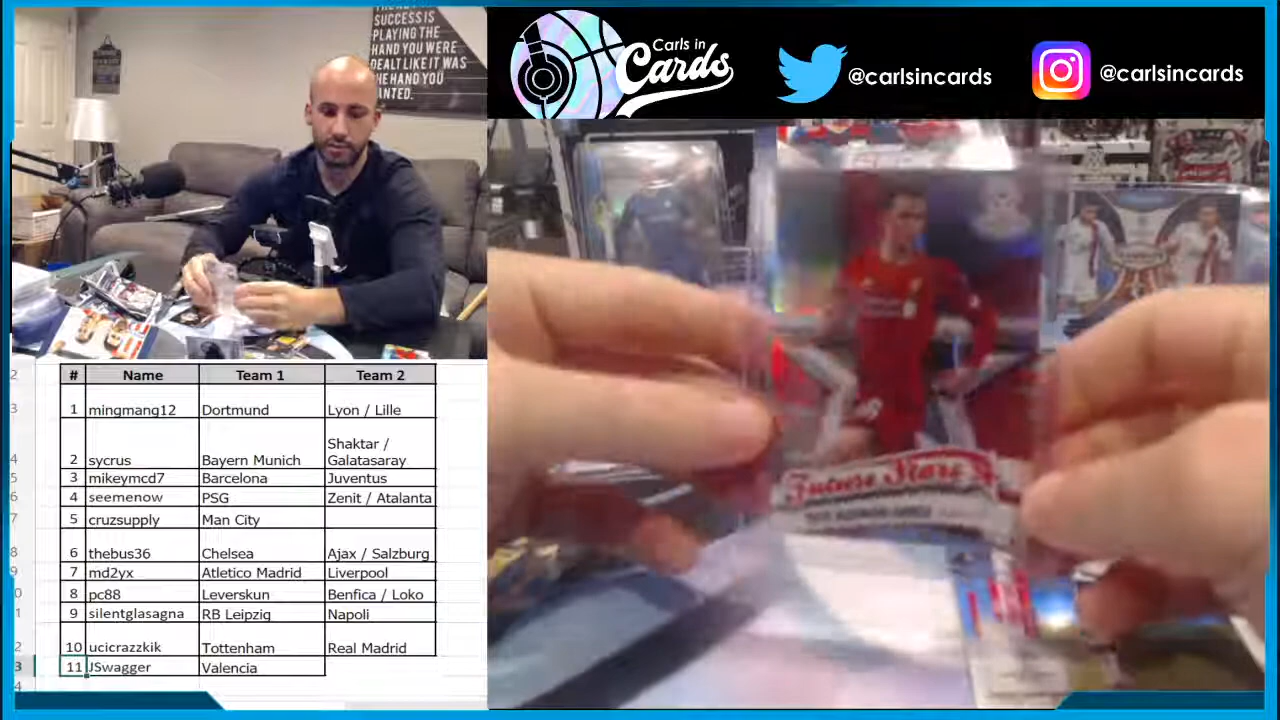 SUCCESS IS
PLAYING THE
HAND YOU WERE
DEALT LIKE IT WAS
THE HAND YOU
WANTED.
Carls in
Cards
@carlsincards
@carlsincards
Future Stars
# Name Team 1 Team 2
1 mingmang12 Dortmund Lyon / Lille
2 sycrus Bayern Munich Shaktar / Galatasaray
3 mikeymcd7 Barcelona Juventus
4 seemenow PSG Zenit / Atalanta
5 cruzsupply Man City
6 thebus36 Chelsea Ajax / Salzburg
7 md2yx Atletico Madrid Liverpool
8 pc88 Leverskun Benfica / Loko
9 silentglasagna RB Leipzig Napoli
10 ucicrazzkik Tottenham Real Madrid
11 JSwagger Valencia